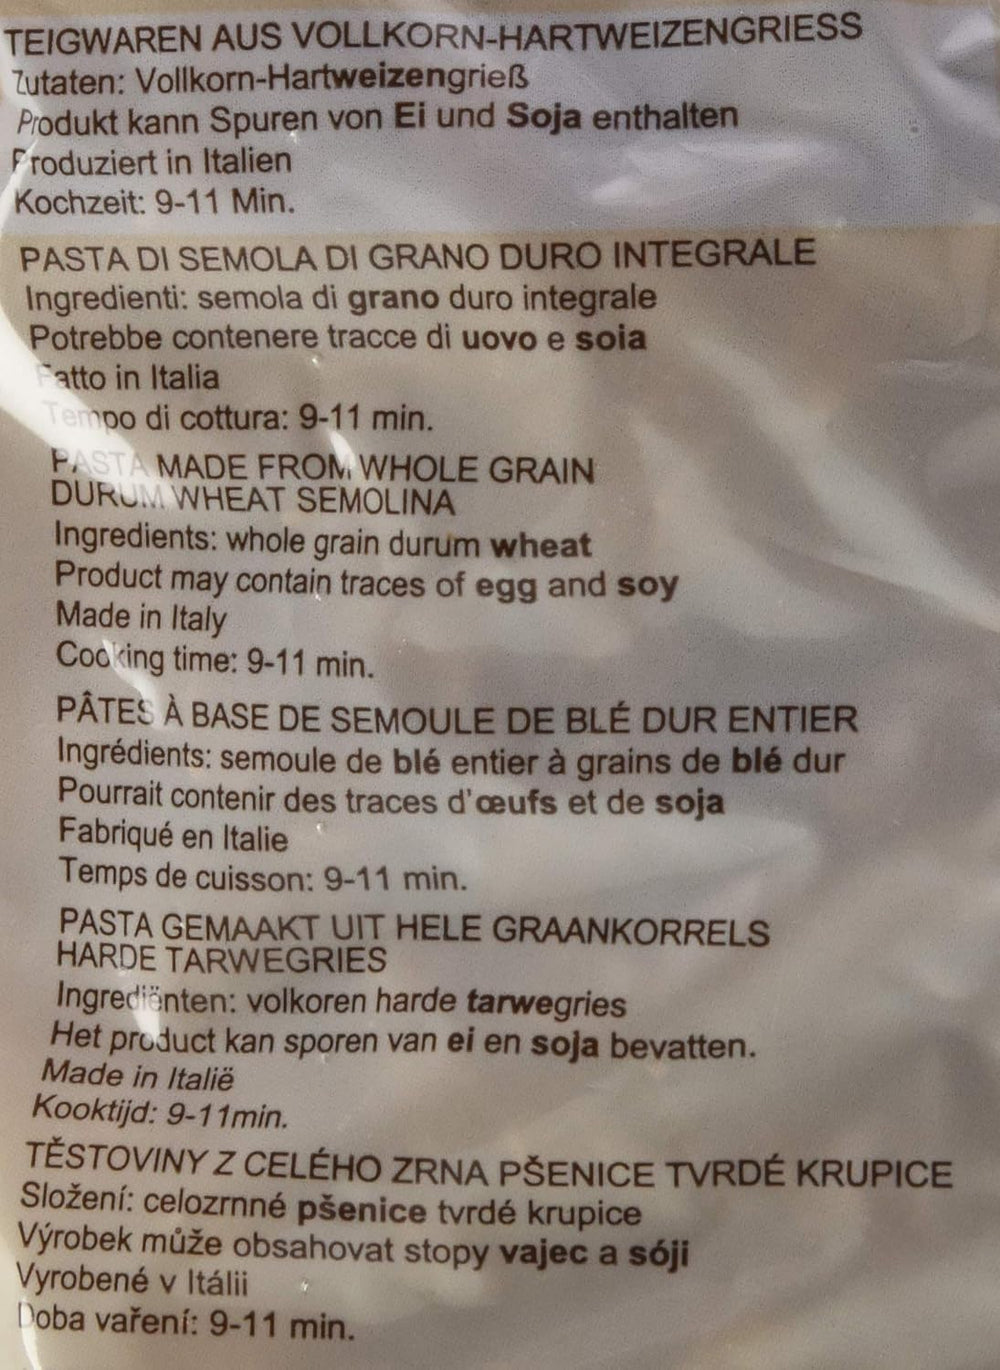 TEIGWAREN AUS VOLLKORN-HARTWEIZENGRIESS
Zutaten: Vollkorn-Hartweizengrieß
Produkt kann Spuren von Ei und Soja enthalten
Produziert in Italien
Kochzeit: 9-11 Min.
PASTA DI SEMOLA DI GRANO DURO INTEGRALE
Ingredienti: semola di grano duro integrale
Potrebbe contenere tracce di uovo e soia
Fatto in Italia
Tempo di cottura: 9-11 min.
PASTA MADE FROM WHOLE GRAIN
DURUM WHEAT SEMOLINA
Ingredients: whole grain durum wheat
Product may contain traces of egg and soy
Made in Italy
Cooking time: 9-11 min.
PÂTES À BASE DE SEMOULE DE BLÉ DUR ENTIER
Ingrédients: semoule de blé entier à grains de blé dur
Pourrait contenir des traces d'œufs et de soja
Fabriqué en Italie
Temps de cuisson: 9-11 min.
PASTA GEMAAKT UIT HELE GRAANKORRELS
HARDE TARWEGRIES
Ingrediënten: volkoren harde tarwegries
Het product kan sporen van ei en soja bevatten.
Made in Italië
Kooktijd: 9-11min.
TĚSTOVINY Z CELÉHO ZRNA PŠENICE TVRDÉ KRUPICE
Složení: celozrnné pšenice tvrdé krupice
Výrobek může obsahovat stopy vajec a sóji
Vyrobené v Itálii
Doba vaření: 9-11 min.